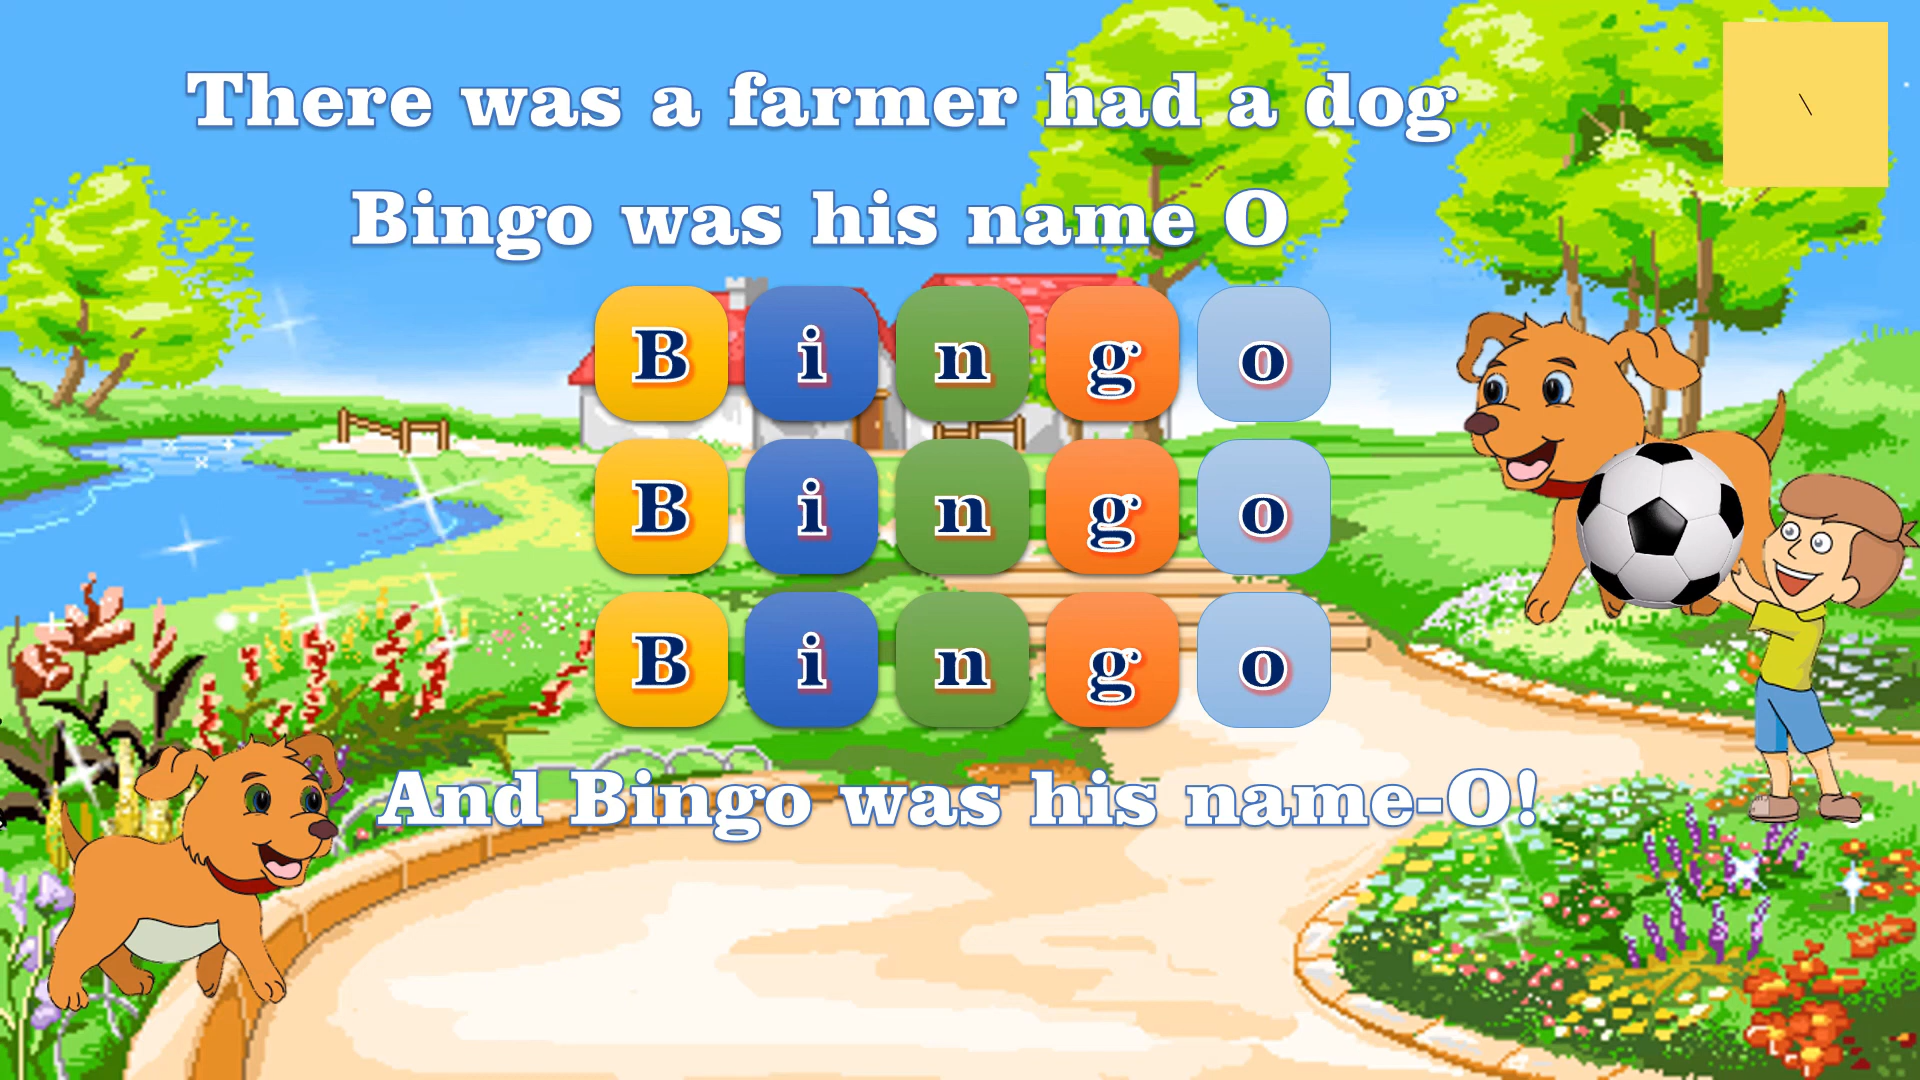 There was a farmer had a dog
Bingo was his name O
B i n g o
B i n g o
B i n g o
And Bingo was his name-O!
\